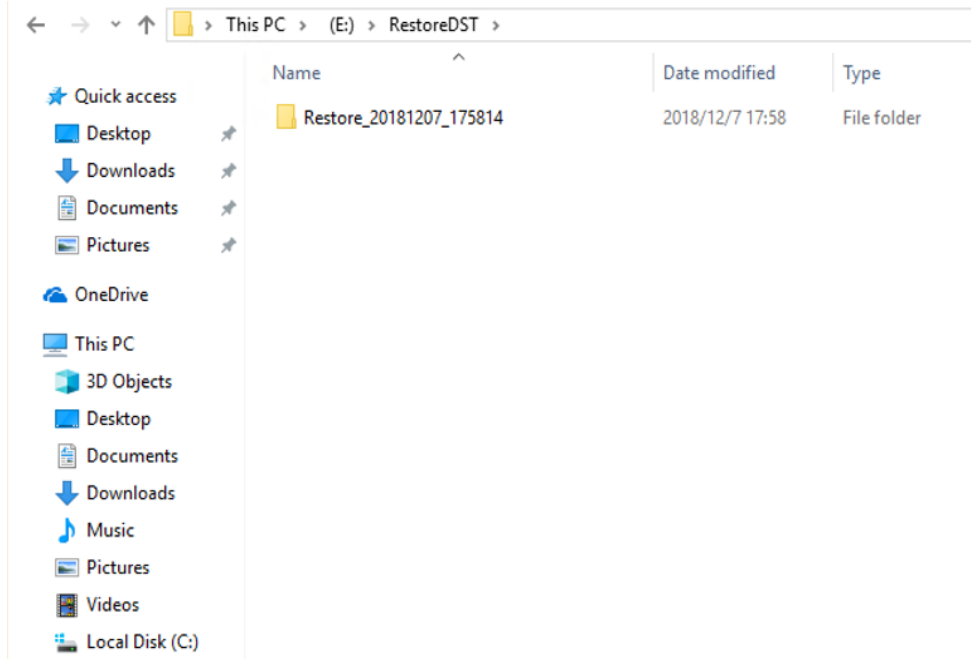 This PC > (E:) > RestoreDST >
Name Date modified Type
Quick access
Restore_20181207_175814 2018/12/7 17:58 File folder
Desktop
Downloads
Documents
Pictures
OneDrive
This PC
3D Objects
Desktop
Documents
Downloads
Music
Pictures
Videos
Local Disk (C:)